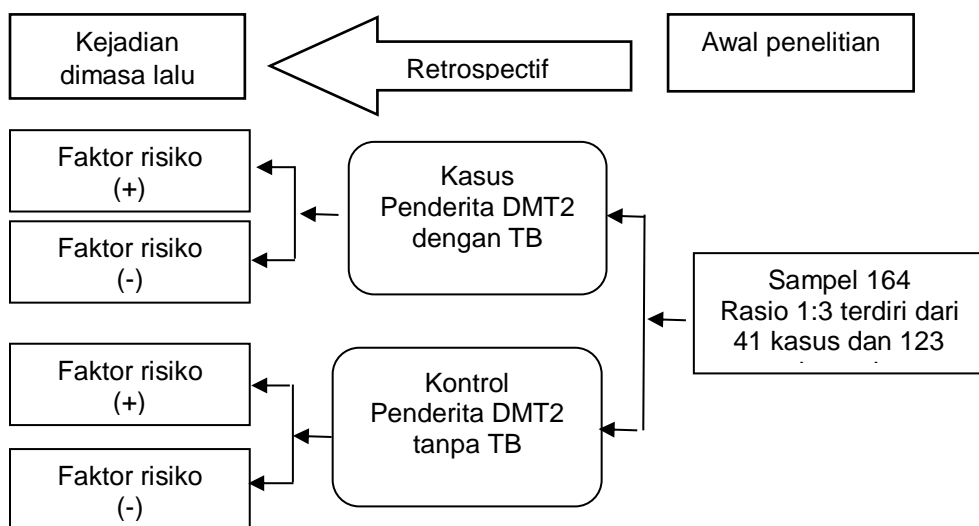 Kejadian
dimasa lalu
Retrospectif
Awal penelitian
Faktor risiko
(+)
Faktor risiko
(-)
Kasus
Penderita DMT2
dengan TB
Sampel 164
Rasio 1:3 terdiri dari
41 kasus dan 123
Faktor risiko
(+)
Faktor risiko
(-)
Kontrol
Penderita DMT2
tanpa TB